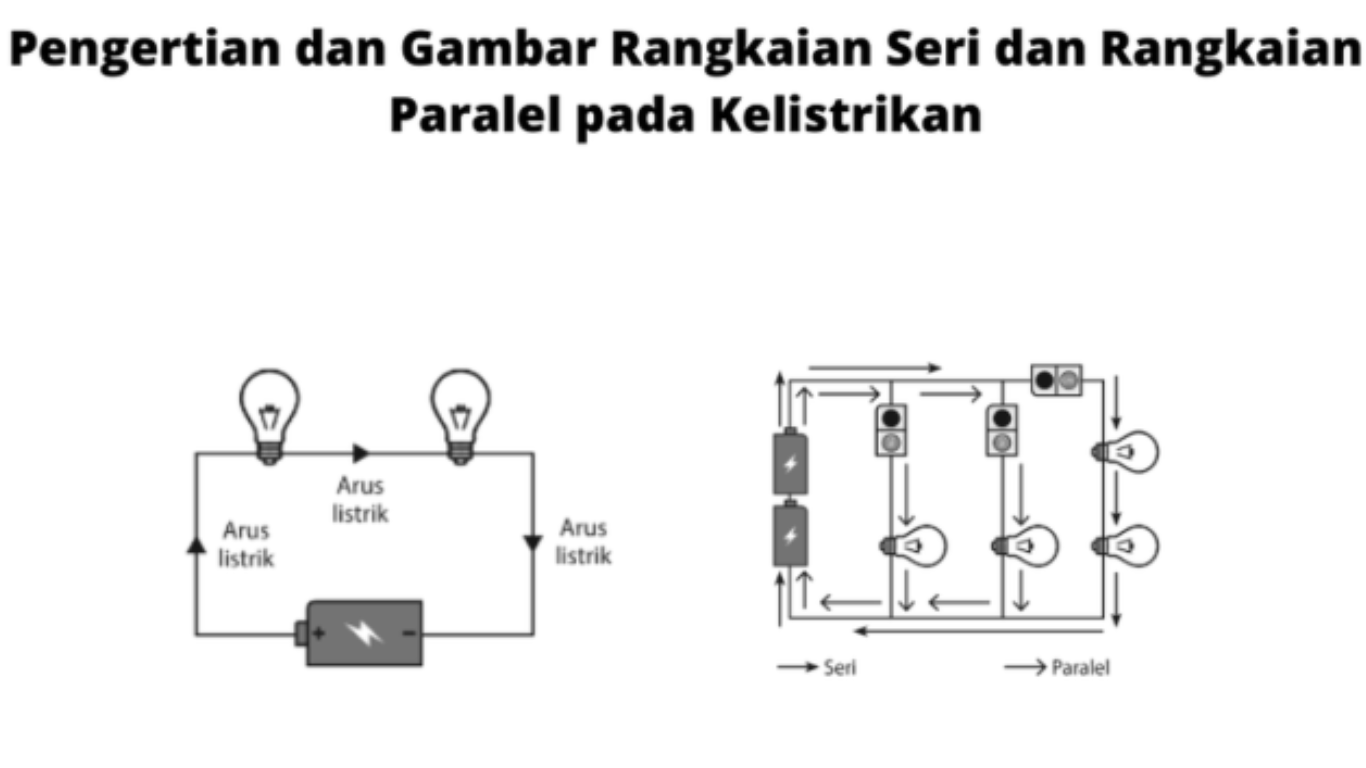 Pengertian dan Gambar Rangkaian Seri dan Rangkaian
Paralel pada Kelistrikan
Arus
listrik
Arus
listrik
Arus
listrik
+ −
Seri
Paralel